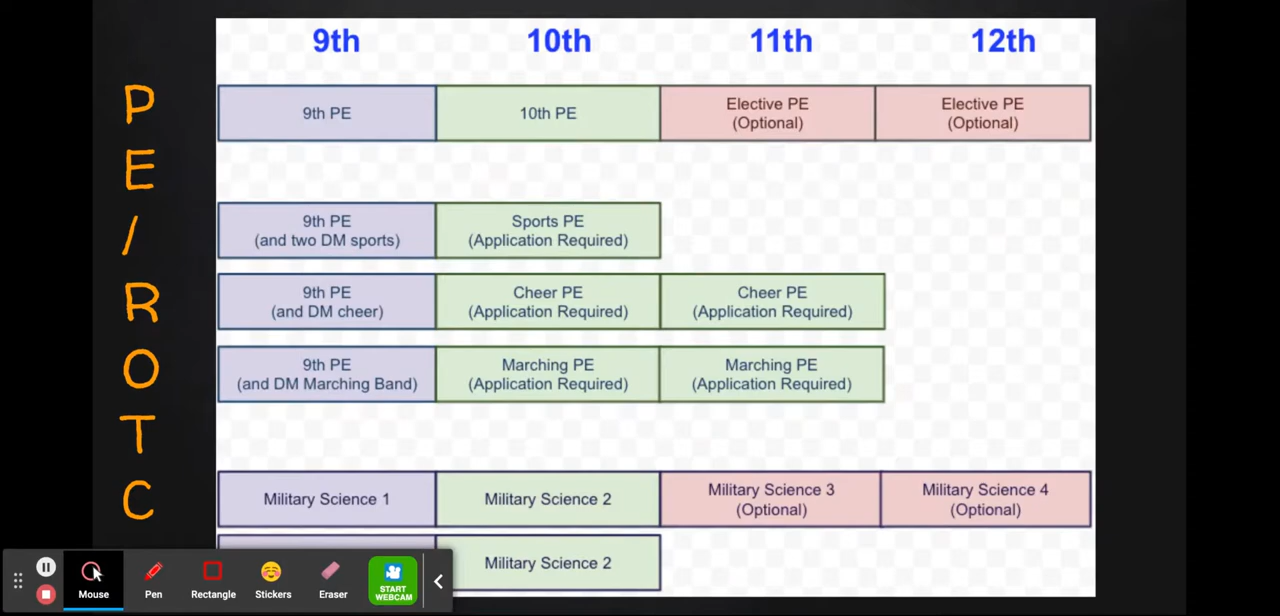 9th 10th 11th 12th
P
E
/
R
O
T
C
9th PE
10th PE
Elective PE
(Optional)
Elective PE
(Optional)
9th PE
(and two DM sports)
Sports PE
(Application Required)
9th PE
(and DM cheer)
Cheer PE
(Application Required)
Cheer PE
(Application Required)
9th PE
(and DM Marching Band)
Marching PE
(Application Required)
Marching PE
(Application Required)
Military Science 1
Military Science 2
Military Science 3
(Optional)
Military Science 4
(Optional)
Military Science 2
Mouse
Pen
Rectangle
Stickers
Eraser
START
WEBCAM